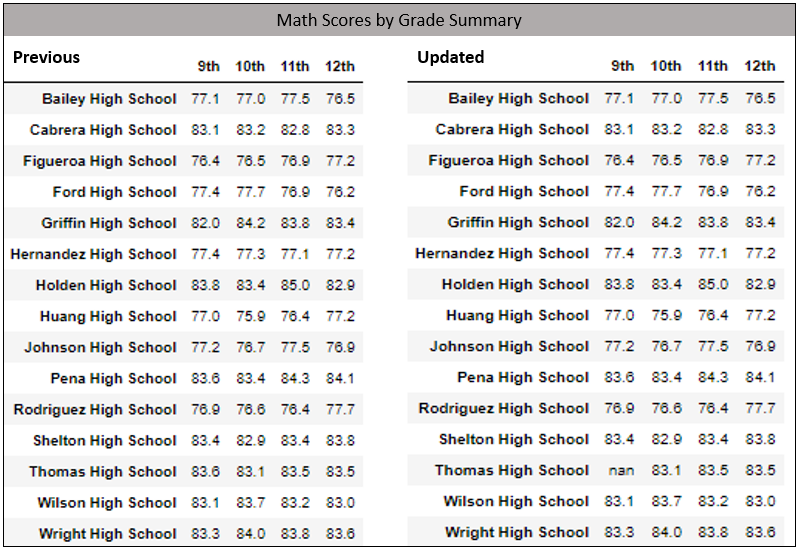 Math Scores by Grade Summary
Previous
9th 10th 11th 12th
Bailey High School 77.1 77.0 77.5 76.5
Cabrera High School 83.1 83.2 82.8 83.3
Figueroa High School 76.4 76.5 76.9 77.2
Ford High School 77.4 77.7 76.9 76.2
Griffin High School 82.0 84.2 83.8 83.4
Hernandez High School 77.4 77.3 77.1 77.2
Holden High School 83.8 83.4 85.0 82.9
Huang High School 77.0 75.9 76.4 77.2
Johnson High School 77.2 76.7 77.5 76.9
Pena High School 83.6 83.4 84.3 84.1
Rodriguez High School 76.9 76.6 76.4 77.7
Shelton High School 83.4 82.9 83.4 83.8
Thomas High School 83.6 83.1 83.5 83.5
Wilson High School 83.1 83.7 83.2 83.0
Wright High School 83.3 84.0 83.8 83.6
Updated
9th 10th 11th 12th
Bailey High School 77.1 77.0 77.5 76.5
Cabrera High School 83.1 83.2 82.8 83.3
Figueroa High School 76.4 76.5 76.9 77.2
Ford High School 77.4 77.7 76.9 76.2
Griffin High School 82.0 84.2 83.8 83.4
Hernandez High School 77.4 77.3 77.1 77.2
Holden High School 83.8 83.4 85.0 82.9
Huang High School 77.0 75.9 76.4 77.2
Johnson High School 77.2 76.7 77.5 76.9
Pena High School 83.6 83.4 84.3 84.1
Rodriguez High School 76.9 76.6 76.4 77.7
Shelton High School 83.4 82.9 83.4 83.8
Thomas High School nan 83.1 83.5 83.5
Wilson High School 83.1 83.7 83.2 83.0
Wright High School 83.3 84.0 83.8 83.6